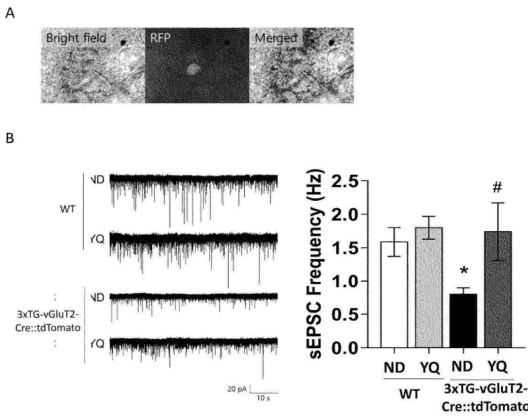 A
Bright field
RFP
Merged
B
WT
ND
YQ
3xTG-vGluT2-
Cre::tdTomato
ND
YQ
20 pA
10 s
sEPSC Frequency (Hz)
2.5
2.0
1.5
1.0
0.5
0.0
*
#
ND YQ ND YQ
WT 3xTG-vGluT2-
Cre::tdTomato